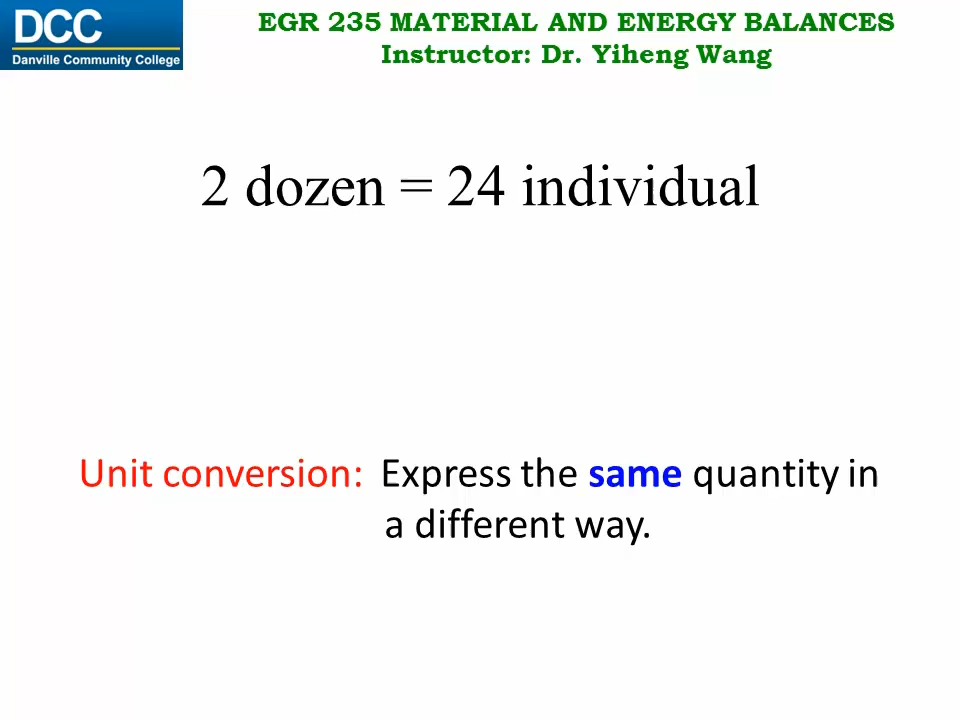 DCC
Danville Community College
EGR 235 MATERIAL AND ENERGY BALANCES
Instructor: Dr. Yiheng Wang
2 dozen = 24 individual
Unit conversion: Express the same quantity in
a different way.